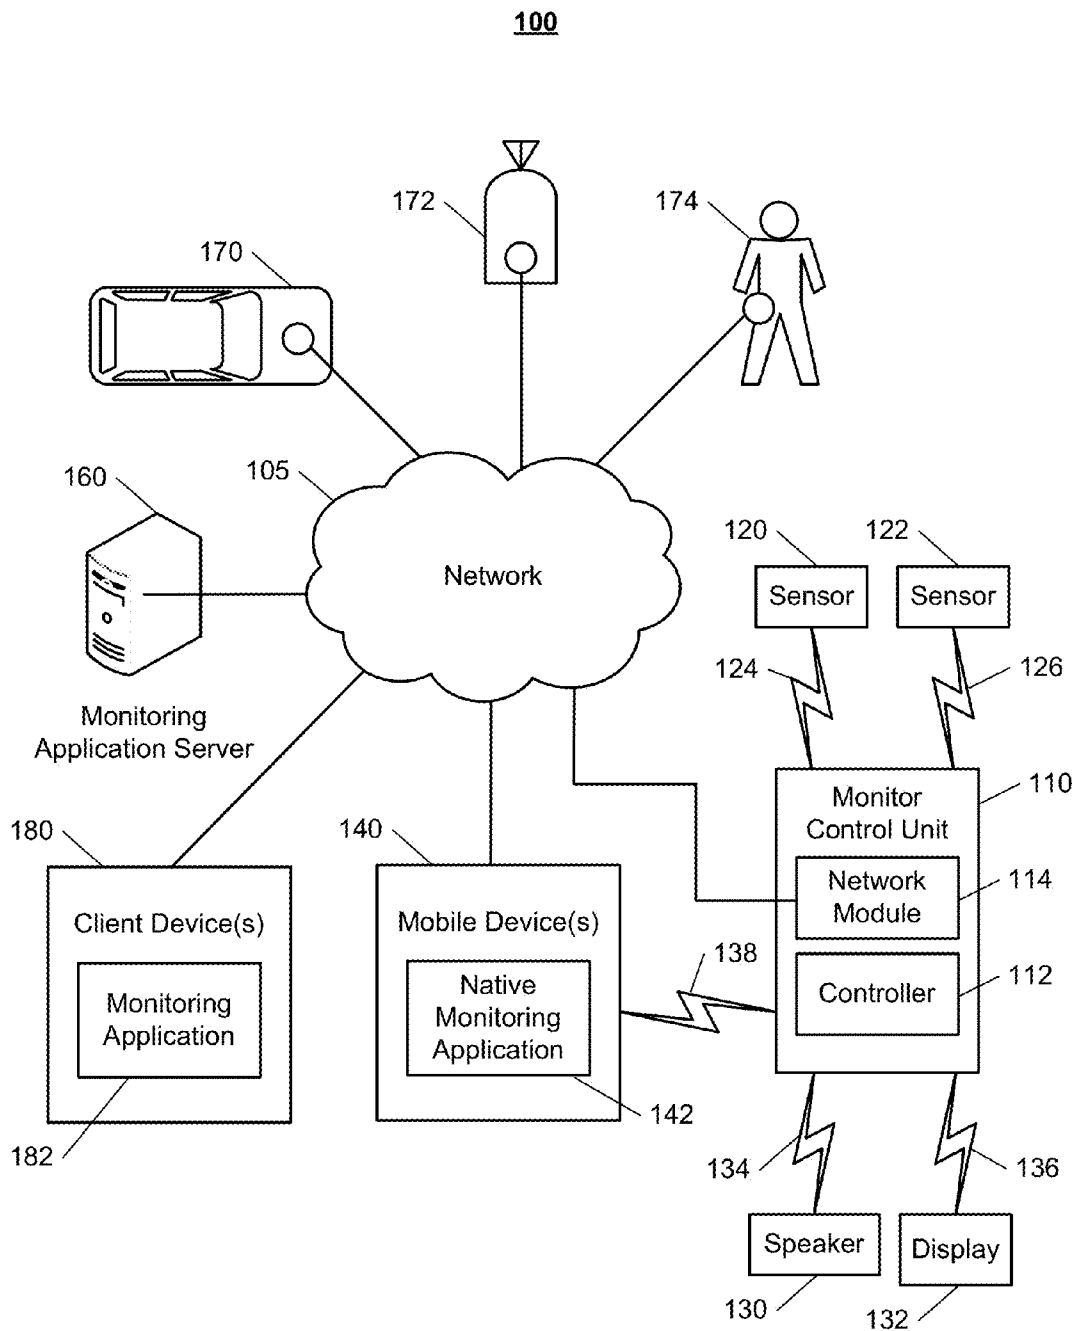 100
172
174
170
160
105
Network
120
122
Sensor
Sensor
124
126
Monitoring
Application Server
110
Monitor
Control Unit
180
140
Network
Module
114
Client Device(s)
Mobile Device(s)
138
Controller
112
Monitoring
Application
Native
Monitoring
Application
182
142
134
136
Speaker
Display
130
132